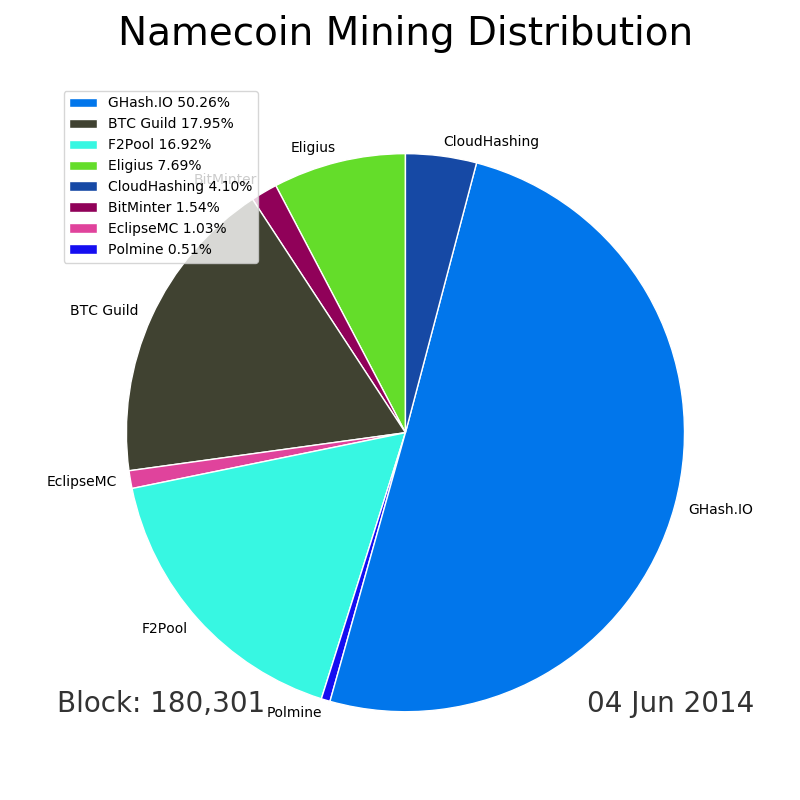 Namecoin Mining Distribution
GHash.IO 50.26%
BTC Guild 17.95%
F2Pool 16.92%
Eligius 7.69%
CloudHashing 4.10%
BitMinter 1.54%
EclipseMC 1.03%
Polmine 0.51%
CloudHashing
Eligius
BitMinter
BTC Guild
EclipseMC
GHash.IO
F2Pool
Polmine
Block: 180,301
04 Jun 2014